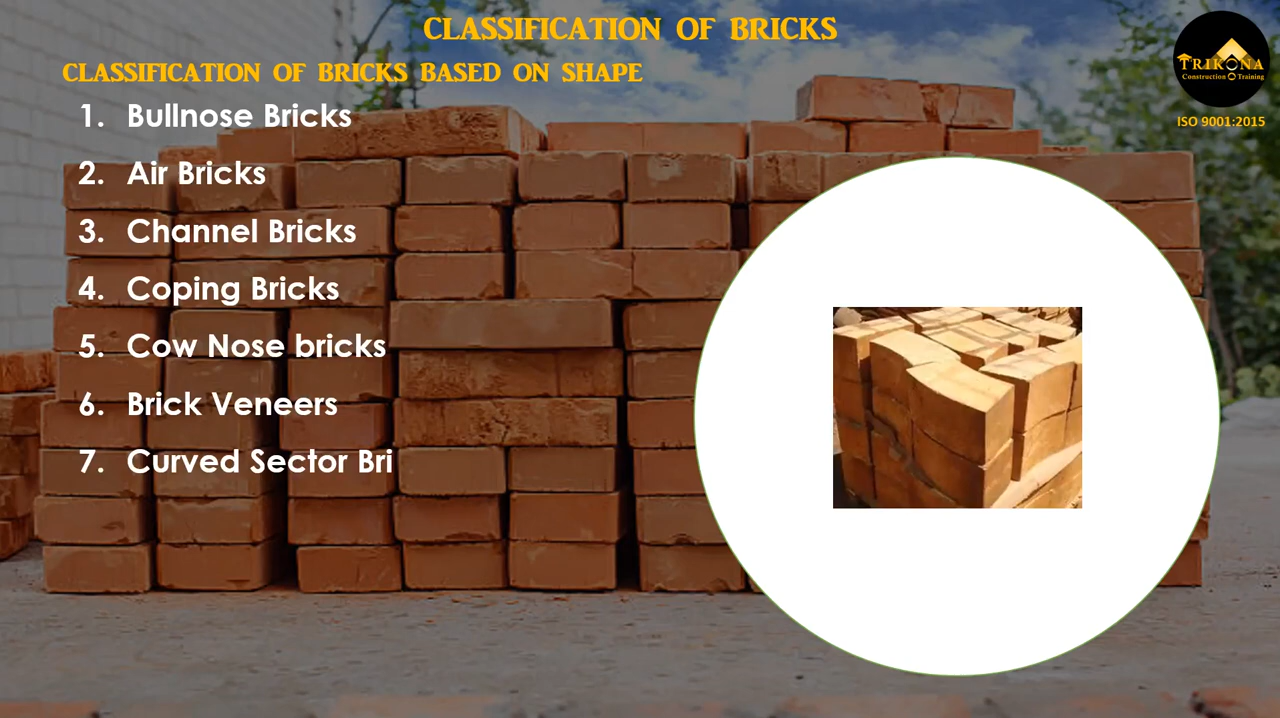 CLASSIFICATION OF BRICKS
CLASSIFICATION OF BRICKS BASED ON SHAPE
1. Bullnose Bricks
2. Air Bricks
3. Channel Bricks
4. Coping Bricks
5. Cow Nose bricks
6. Brick Veneers
7. Curved Sector Bri
TRIKONA
Construction Training
ISO 9001:2015